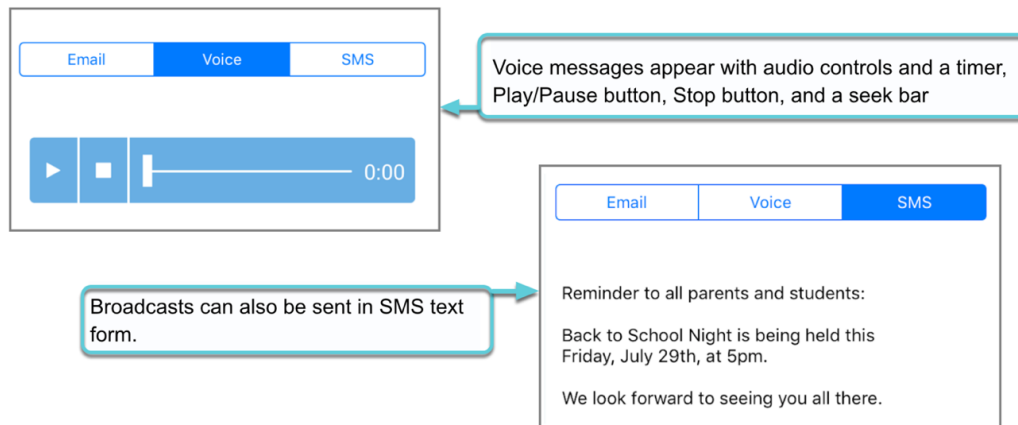 Email Voice SMS
Voice messages appear with audio controls and a timer,
Play/Pause button, Stop button, and a seek bar
0:00
Email Voice SMS
Broadcasts can also be sent in SMS text
form.
Reminder to all parents and students:
Back to School Night is being held this
Friday, July 29th, at 5pm.
We look forward to seeing you all there.